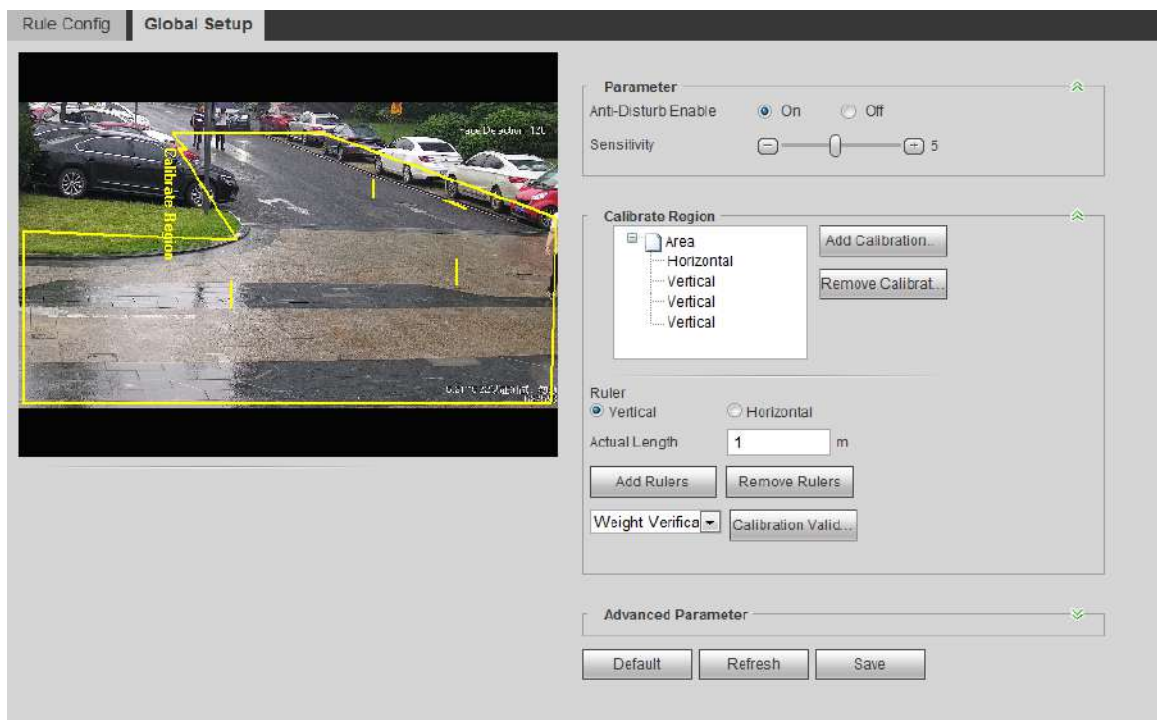 Rule Config
Global Setup
Calibrate Region
Parameter
Anti-Disturb Enable
On
Off
Sensitivity
5
Calibrate Region
Area
Horizontal
Vertical
Vertical
Vertical
Add Calibration..
Remove Calibrat...
Ruler
Vertical
Horizontal
Actual Length
1
m
Add Rulers
Remove Rulers
Weight Verifica
Calibration Valid...
Advanced Parameter
Default
Refresh
Save